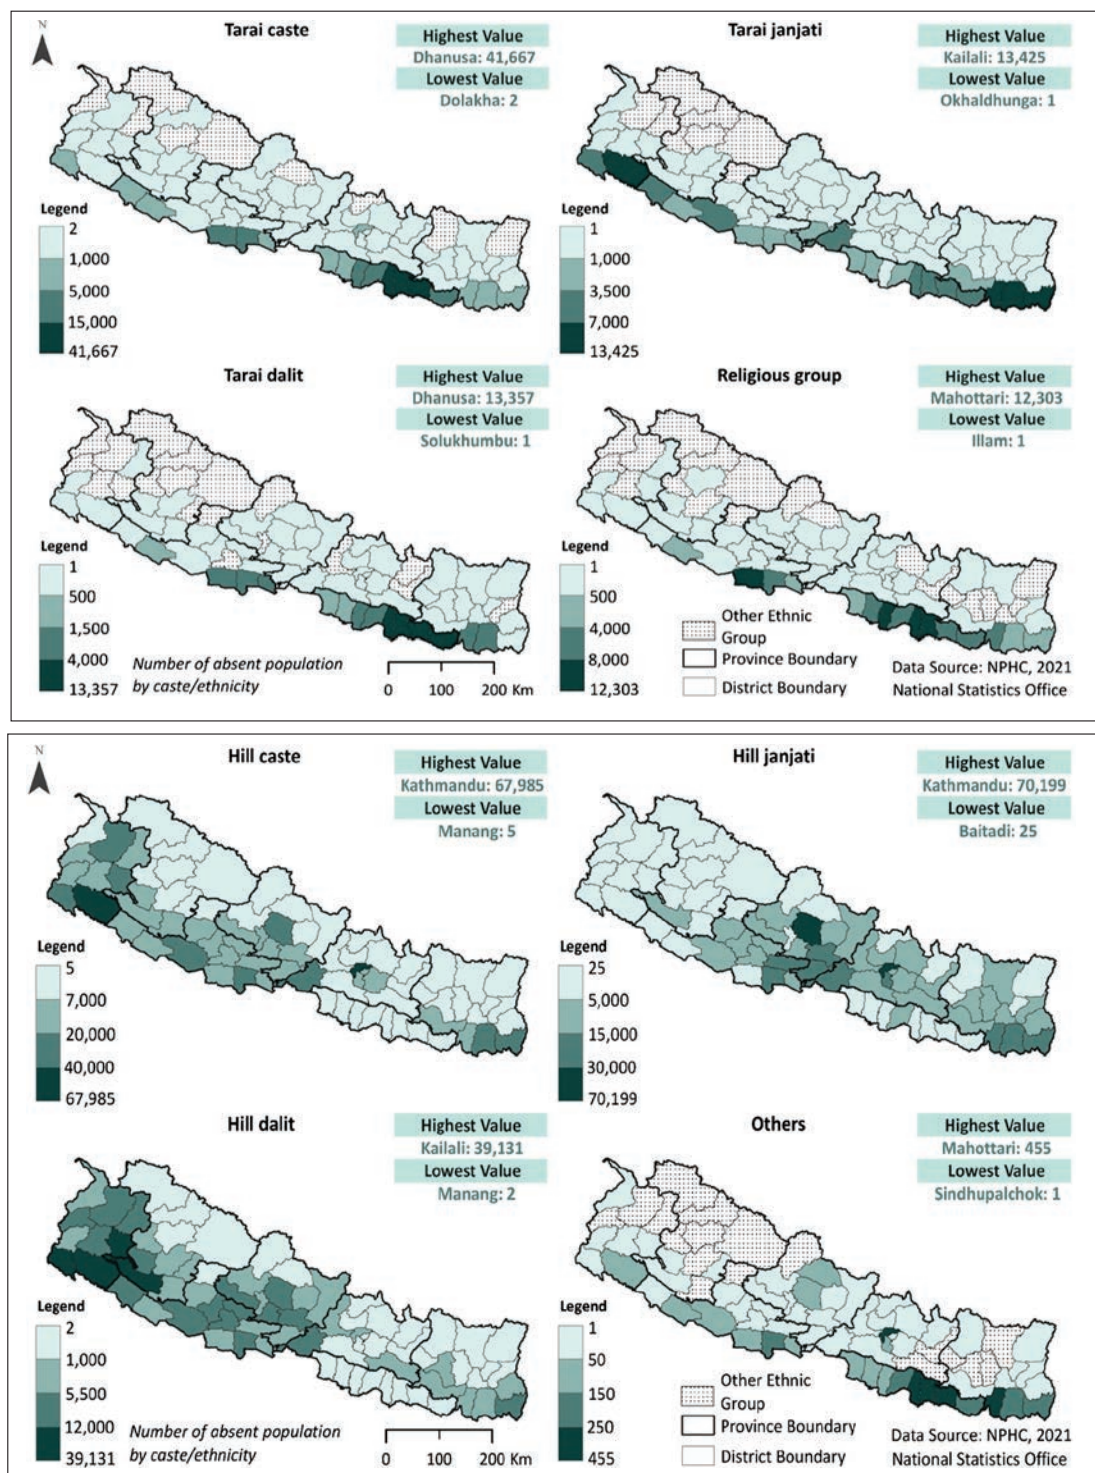 N
Tarai caste
Highest Value
Dhanusa: 41,667
Lowest Value
Dolakha: 2
Legend
2
1,000
5,000
15,000
41,667
Tarai janjati
Highest Value
Kailali: 13,425
Lowest Value
Okhaldhunga: 1
1
1,000
3,500
7,000
13,425
Tarai dalit
Highest Value
Dhanusa: 13,357
Lowest Value
Solukhumbu: 1
Legend
1
500
1,500
4,000
13,357
Number of absent population
by caste/ethnicity
0 100 200 Km
Religious group
Highest Value
Mahottari: 12,303
Lowest Value
Illam: 1
Legend
1
500
4,000
8,000
12,303
Other Ethnic
Group
Province Boundary
District Boundary
Data Source: NPHC, 2021
National Statistics Office
N
Hill caste
Highest Value
Kathmandu: 67,985
Lowest Value
Manang: 5
Legend
5
7,000
20,000
40,000
67,985
Hill janjati
Highest Value
Kathmandu: 70,199
Lowest Value
Baitadi: 25
Legend
25
5,000
15,000
30,000
70,199
Hill dalit
Highest Value
Kailali: 39,131
Lowest Value
Manang: 2
Legend
2
1,000
5,500
12,000
39,131
Number of absent population
by caste/ethnicity
0 100 200 Km
Others
Highest Value
Mahottari: 455
Lowest Value
Sindhupalchok: 1
Legend
1
50
150
250
455
Other Ethnic
Group
Province Boundary
District Boundary
Data Source: NPHC, 2021
National Statistics Office